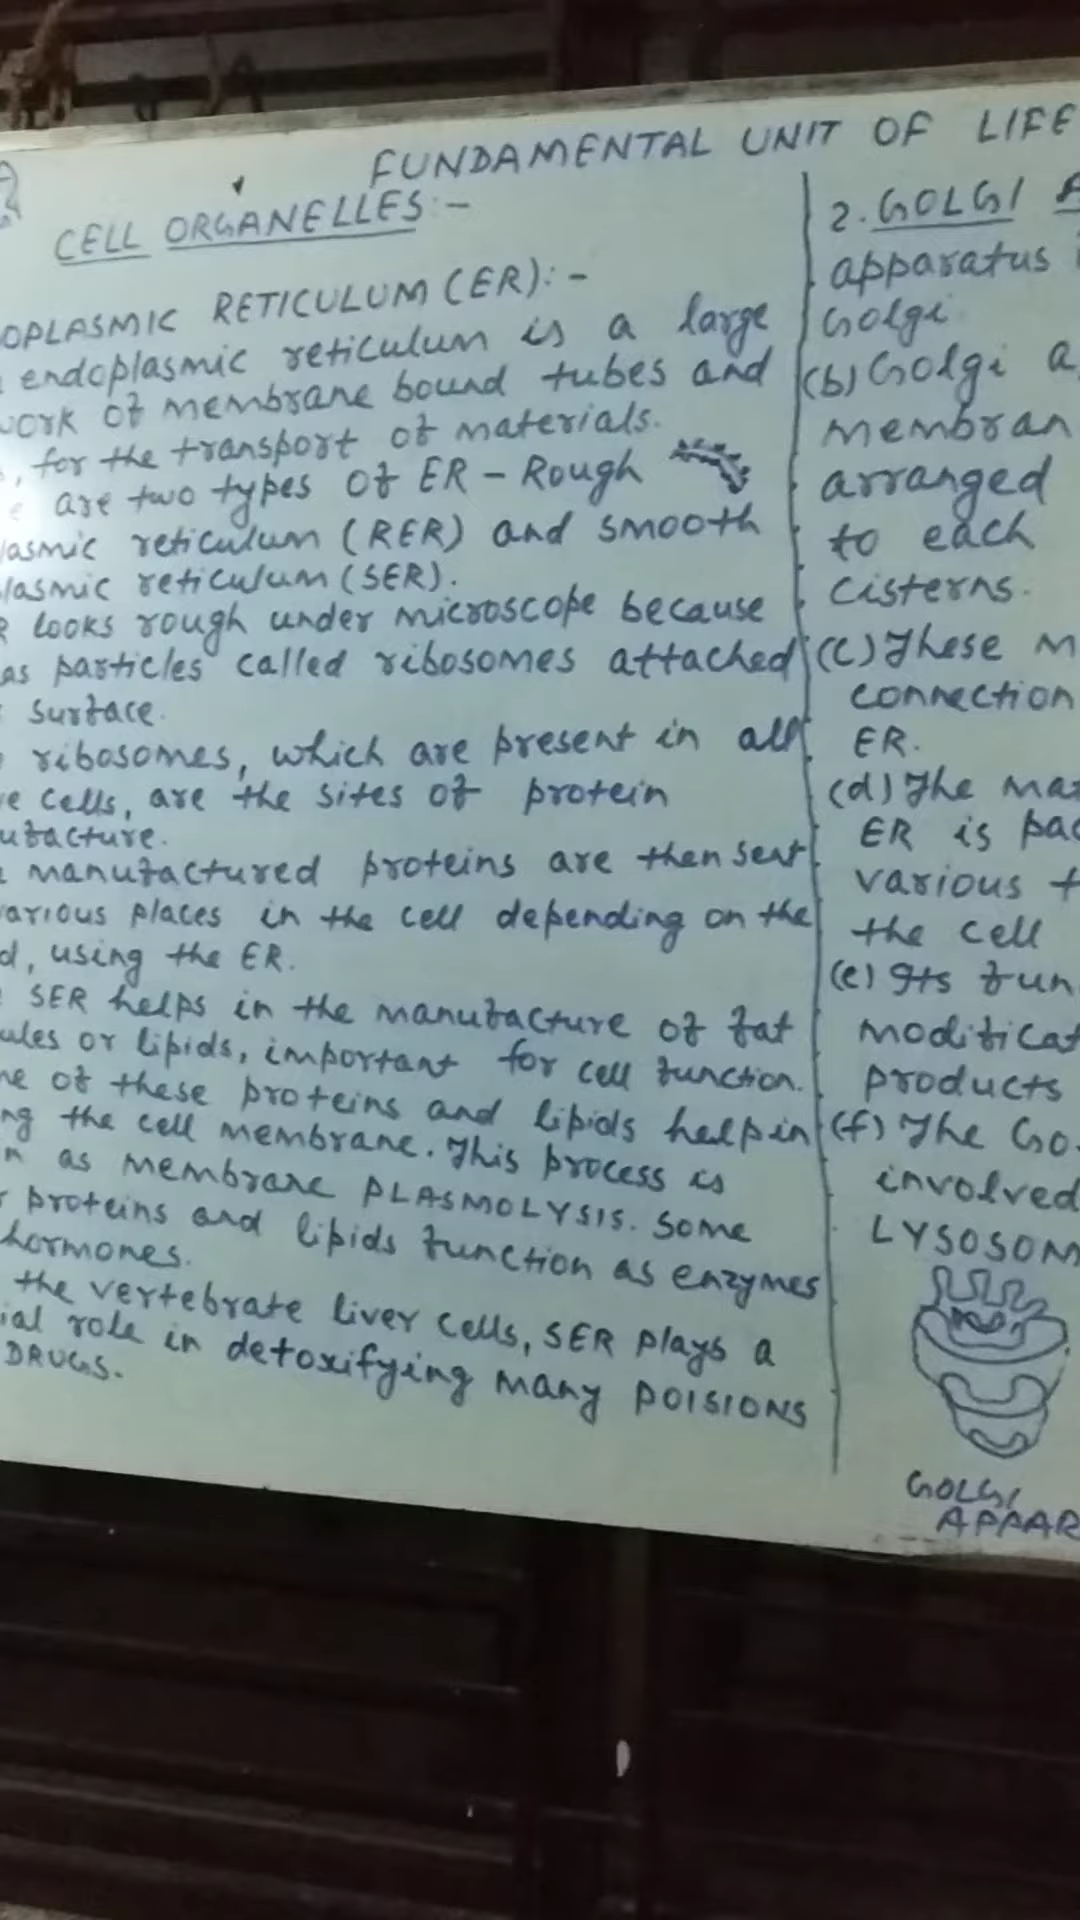 FUNDAMENTAL UNIT OF LIFE
CELL ORGANELLES:-
OPLASMIC RETICULUM (ER):-
endoplasmic reticulum is a large
work of membrane bound tubes and
, for the transport of materials.
e are two types of ER - Rough
lasmic reticulum (RER) and smooth
lasmic reticulum (SER).
R looks rough under microscope because
as particles called ribosomes attached
surface.
ribosomes, which are present in all
ve cells, are the sites of protein
ufacture.
manufactured proteins are then sent
various places in the cell depending on the
d, using the ER.
SER helps in the manufacture of fat
ules or lipids, important for cell function.
me of these proteins and lipids help in
ng the cell membrane. This process is
n as membrane PLASMOLYSIS. Some
r proteins and lipids function as enzymes
hormones.
the vertebrate liver cells, SER plays a
ial role in detoxifying many POISIONS
DRUGS.
2. GOLGI A
apparatus i
Golgi
(b) Golgi a
membran
arranged
to each
cisterns.
(c) These m
connection
ER.
(d) The mat
ER is pac
various t
the cell
(e) Its fun
modificat
products
(f) The Go
involved
LYSOSOM
GOLGI
APPAR